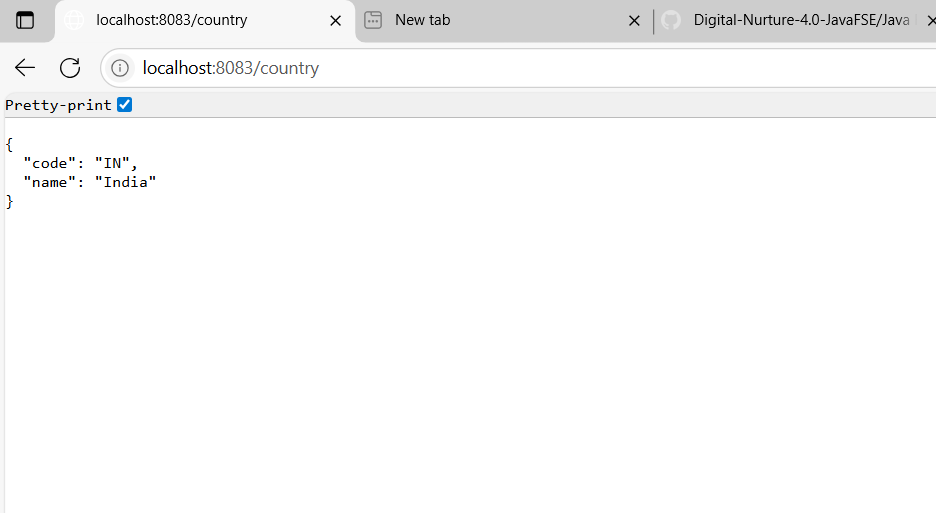 localhost:8083/country
New tab
Digital-Nurture-4.0-JavaFSE/Java
localhost:8083/country
Pretty-print
{
"code": "IN",
"name": "India"
}